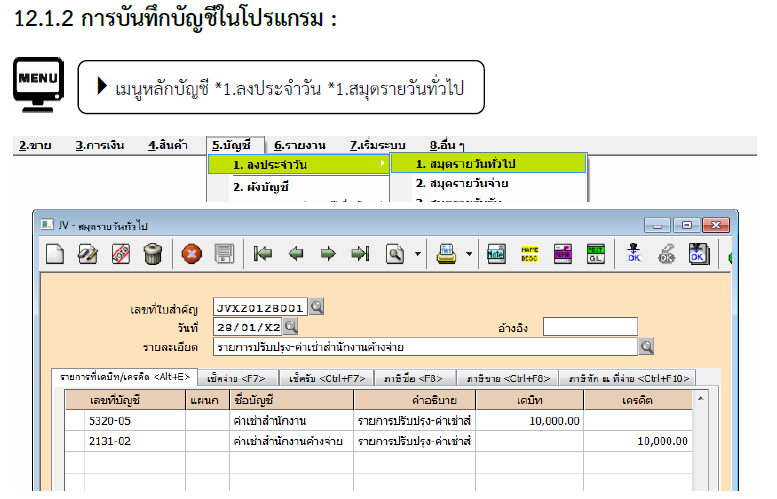 12.1.2 การบันทึกบัญชีในโปรแกรม :
MENU
เมนูหลักบัญชี *1.ลงประจำวัน *1.สมุดรายวันทั่วไป
2.ขาย 3.การเงิน 4.สินค้า 5.บัญชี 6.รายงาน 7.เริ่มระบบ 8.อื่น ๆ
1. ลงประจำวัน 1. สมุดรายวันทั่วไป
2. ผังบัญชี 2. สมุดรายวันจ่าย
JV - สมุดรายวันทั่วไป
เลขที่ใบสำคัญ JVX20128001
วันที่ 28/01/X2 อ้างอิง
รายละเอียด รายการปรับปรุง-ค่าเช่าสำนักงานค้างจ่าย
รายการที่เดบิท/เครดิต <Alt+E> เช็คจ่าย <F7> เช็ครับ <Ctrl+F7> ภาษีซื้อ <F8> ภาษีขาย <Ctrl+F8> ภาษีหัก ณ ที่จ่าย <Ctrl+F10>
เลขที่บัญชี แผนก ชื่อบัญชี คำอธิบาย เดบิท เครดิต
5320-05 ค่าเช่าสำนักงาน รายการปรับปรุง-ค่าเช่าสำ 10,000.00
2131-02 ค่าเช่าสำนักงานค้างจ่าย รายการปรับปรุง-ค่าเช่าสำ 10,000.00